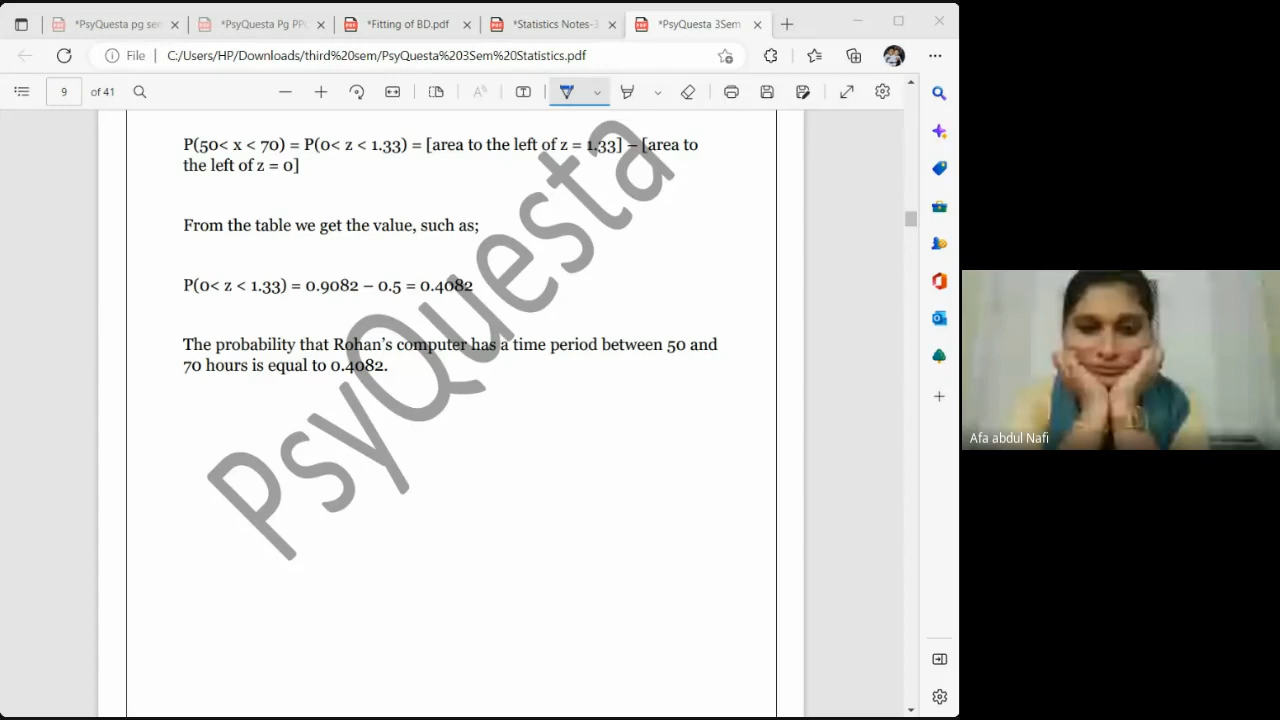 *PsyQuesta pg sen
*PsyQuesta Pg PPC
*Fitting of BD.pdf
*Statistics Notes-3
*PsyQuesta 3Sem
File
C:/Users/HP/Downloads/third%20sem/PsyQuesta%203Sem%20Statistics.pdf
9 of 41
P(50< x < 70) = P(0< z < 1.33) = [area to the left of z = 1.33] – [area to
the left of z = 0]
From the table we get the value, such as;
P(0< z < 1.33) = 0.9082 – 0.5 = 0.4082
The probability that Rohan’s computer has a time period between 50 and
70 hours is equal to 0.4082.
PsyQuesta
Afa abdul Nafi